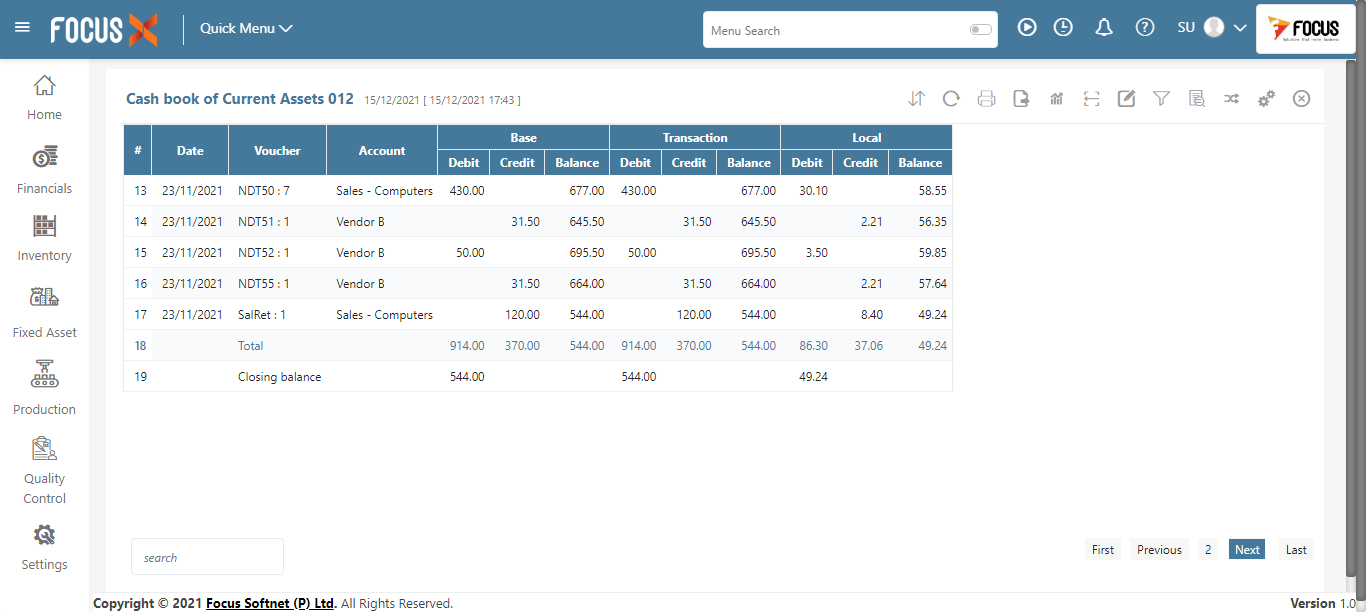 FOCUS X Quick Menu Menu Search SU FOCUS
Home
Financials
Inventory
Fixed Asset
Production
Quality
Control
Settings
Cash book of Current Assets 012 15/12/2021 [ 15/12/2021 17:43 ]
# Date Voucher Account Base Transaction Local
Debit Credit Balance Debit Credit Balance Debit Credit Balance
13 23/11/2021 NDT50 : 7 Sales - Computers 430.00 677.00 430.00 677.00 30.10 58.55
14 23/11/2021 NDT51 : 1 Vendor B 31.50 645.50 31.50 645.50 2.21 56.35
15 23/11/2021 NDT52 : 1 Vendor B 50.00 695.50 50.00 695.50 3.50 59.85
16 23/11/2021 NDT55 : 1 Vendor B 31.50 664.00 31.50 664.00 2.21 57.64
17 23/11/2021 SalRet : 1 Sales - Computers 120.00 544.00 120.00 544.00 8.40 49.24
18 Total 914.00 370.00 544.00 914.00 370.00 544.00 86.30 37.06 49.24
19 Closing balance 544.00 544.00 49.24
search First Previous 2 Next Last
Copyright © 2021 Focus Softnet (P) Ltd. All Rights Reserved. Version 1.0